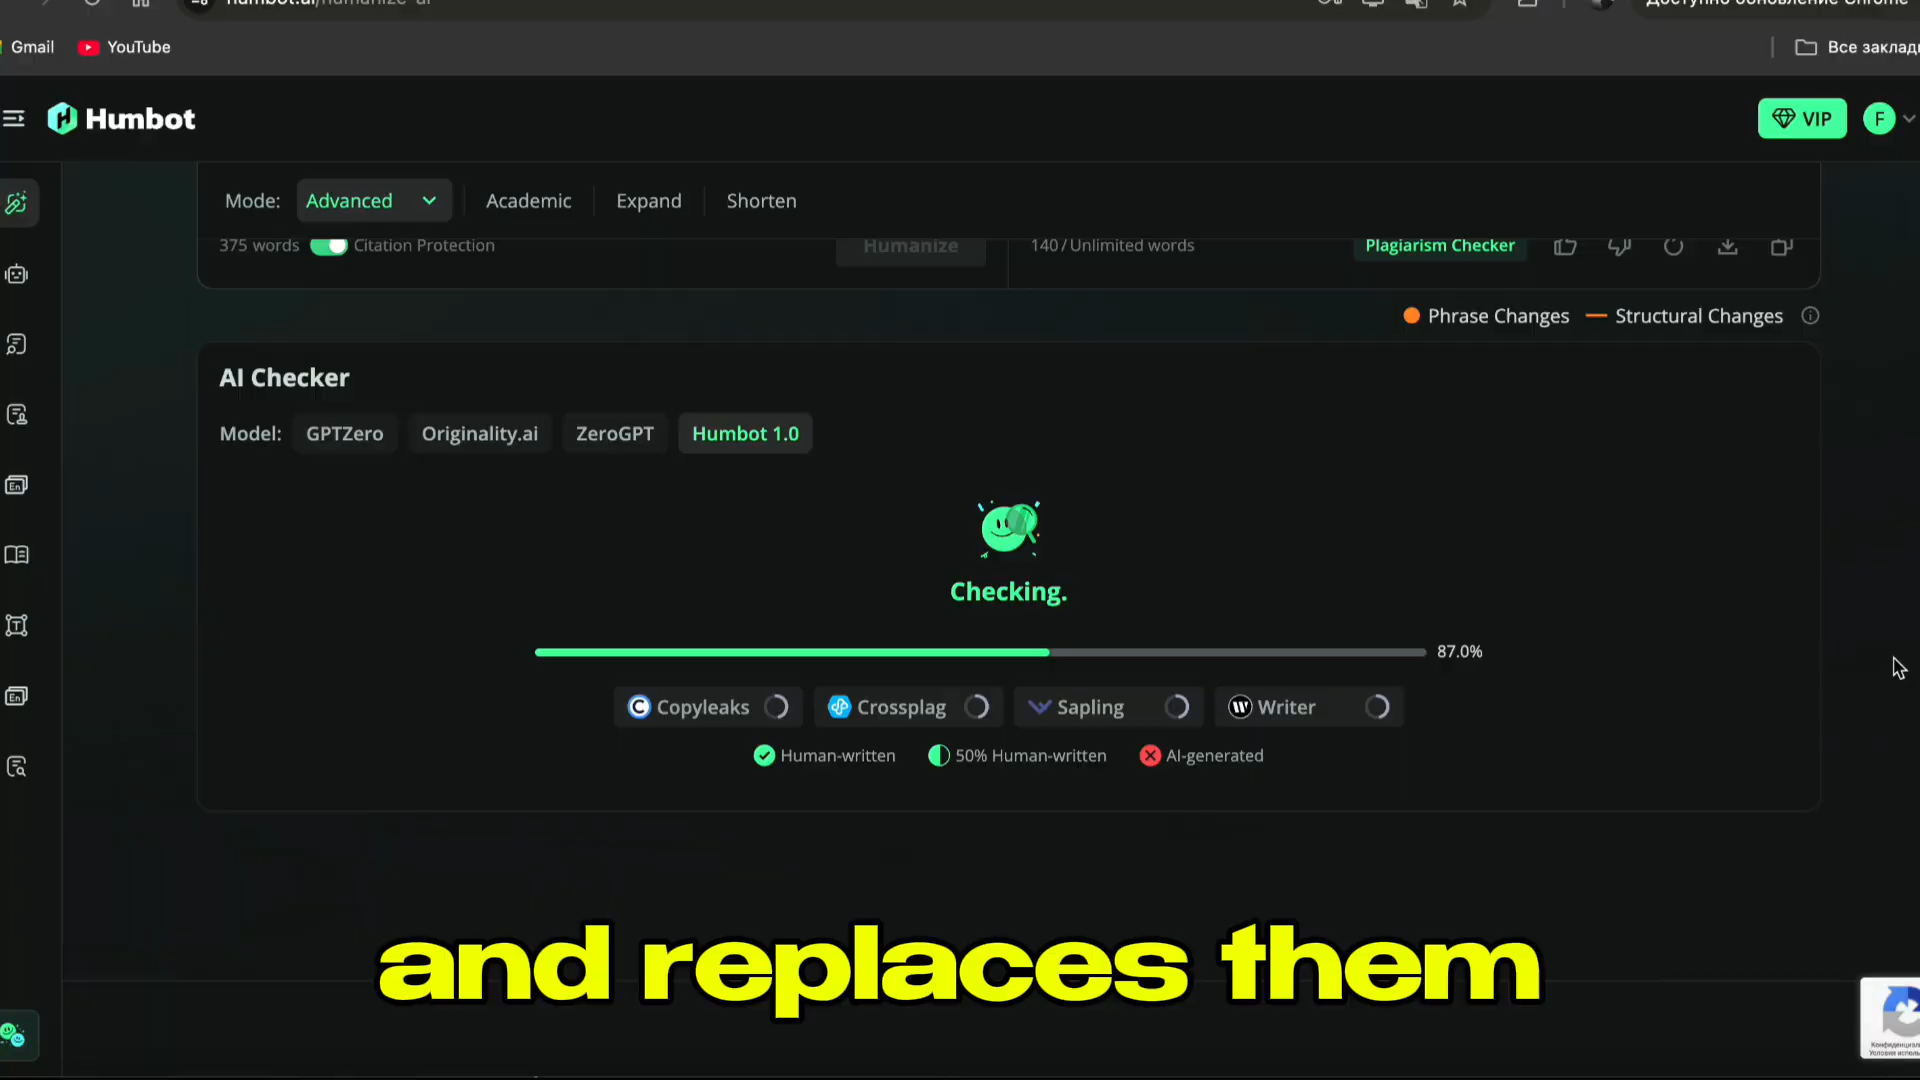 Gmail YouTube
Все заклад
Humbot
VIP F
Mode: Advanced Academic Expand Shorten
375 words Citation Protection Humanize 140 / Unlimited words Plagiarism Checker
Phrase Changes Structural Changes
AI Checker
Model: GPTZero Originality.ai ZeroGPT Humbot 1.0
Checking.
87.0%
Copyleaks Crossplag Sapling Writer
Human-written 50% Human-written AI-generated
and replaces them